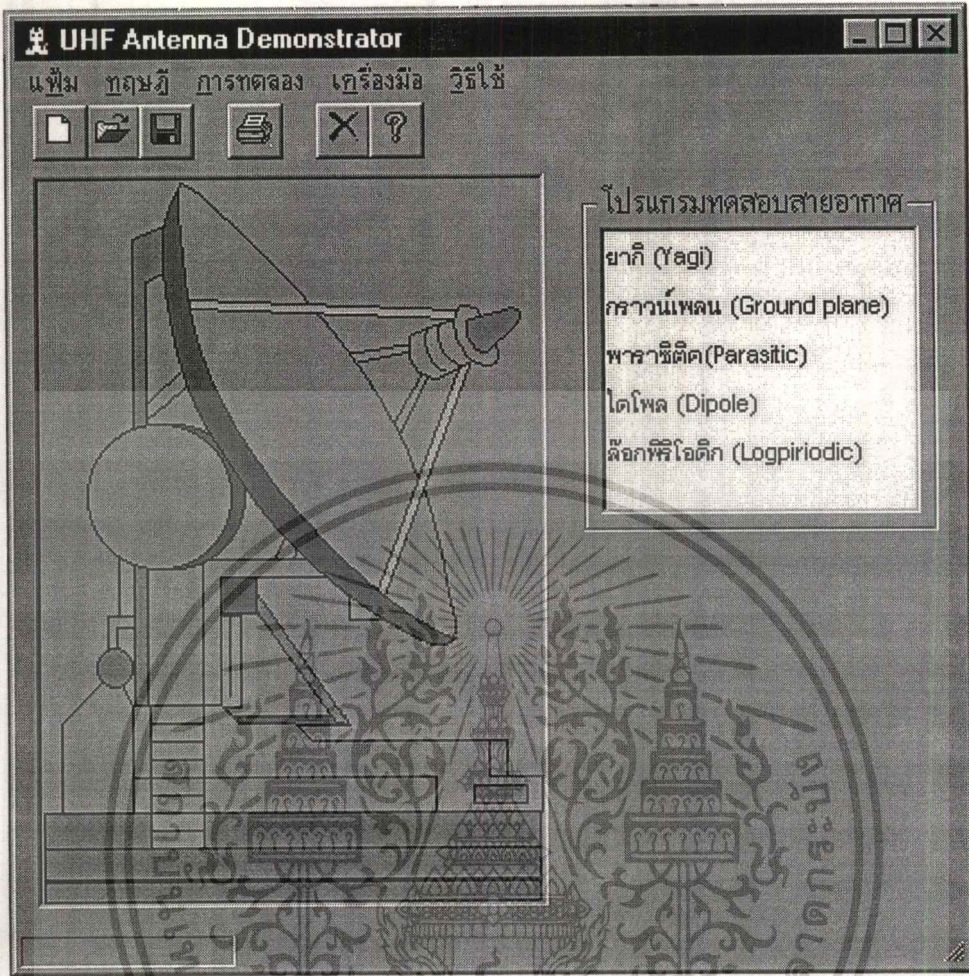 UHF Antenna Demonstrator
แฟ้ม ทฤษฎี การทดลอง เครื่องมือ วิธีใช้
โปรแกรมทดสอบสายอากาศ
ยากิ (Yagi)
กราวน์เพลน (Ground plane)
พาราซิติค(Parasitic)
ไดโพล (Dipole)
ล๊อกพิริโอดิก (Logpiriodic)